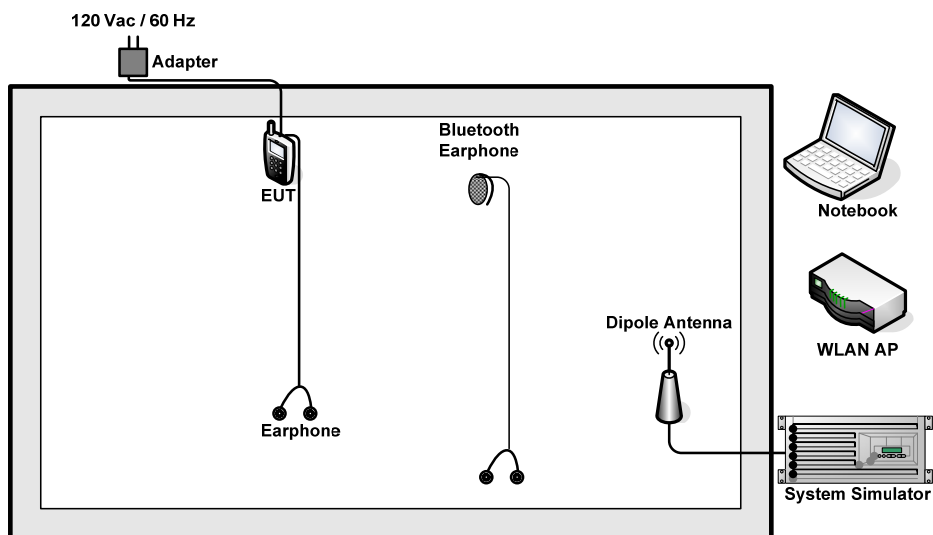 120 Vac / 60 Hz
Adapter
EUT
Bluetooth
Earphone
Notebook
WLAN AP
Dipole Antenna
Earphone
System Simulator